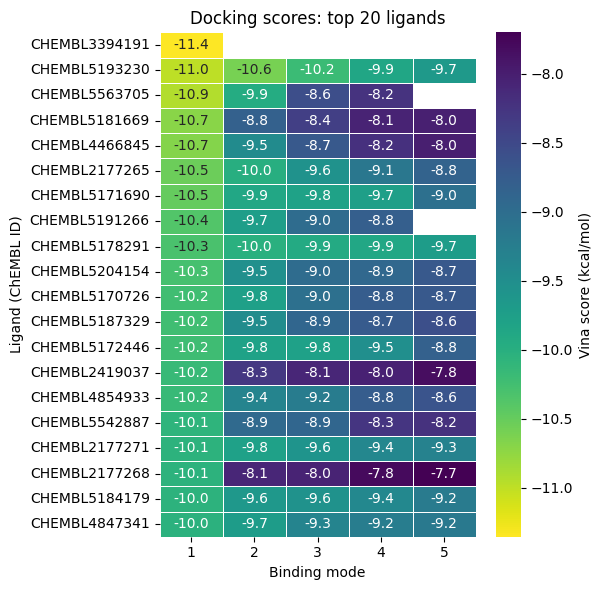 Docking scores: top 20 ligands
CHEMBL3394191 -11.4
CHEMBL5193230 -11.0 -10.6 -10.2 -9.9 -9.7
CHEMBL5563705 -10.9 -9.9 -8.6 -8.2
CHEMBL5181669 -10.7 -8.8 -8.4 -8.1 -8.0
CHEMBL4466845 -10.7 -9.5 -8.7 -8.2 -8.0
CHEMBL2177265 -10.5 -10.0 -9.6 -9.1 -8.8
CHEMBL5171690 -10.5 -9.9 -9.8 -9.7 -9.0
CHEMBL5191266 -10.4 -9.7 -9.0 -8.8
CHEMBL5178291 -10.3 -10.0 -9.9 -9.9 -9.7
CHEMBL5204154 -10.3 -9.5 -9.0 -8.9 -8.7
CHEMBL5170726 -10.2 -9.8 -9.0 -8.8 -8.7
CHEMBL5187329 -10.2 -9.5 -8.9 -8.7 -8.6
CHEMBL5172446 -10.2 -9.8 -9.8 -9.5 -8.8
CHEMBL2419037 -10.2 -8.3 -8.1 -8.0 -7.8
CHEMBL4854933 -10.2 -9.4 -9.2 -8.8 -8.6
CHEMBL5542887 -10.1 -8.9 -8.9 -8.3 -8.2
CHEMBL2177271 -10.1 -9.8 -9.6 -9.4 -9.3
CHEMBL2177268 -10.1 -8.1 -8.0 -7.8 -7.7
CHEMBL5184179 -10.0 -9.6 -9.6 -9.4 -9.2
CHEMBL4847341 -10.0 -9.7 -9.3 -9.2 -9.2
1 2 3 4 5
Binding mode
Ligand (ChEMBL ID)
−8.0
−8.5
−9.0
−9.5
−10.0
−10.5
−11.0
Vina score (kcal/mol)